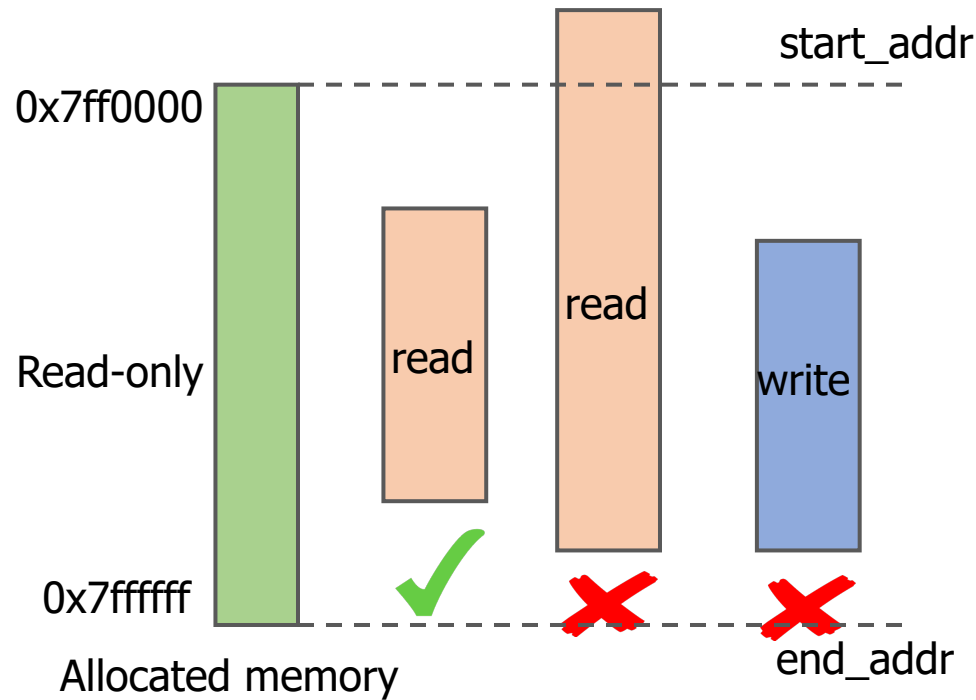 start_addr
0x7ff0000
read
read
Read-only
write
0x7ffffff
end_addr
Allocated memory